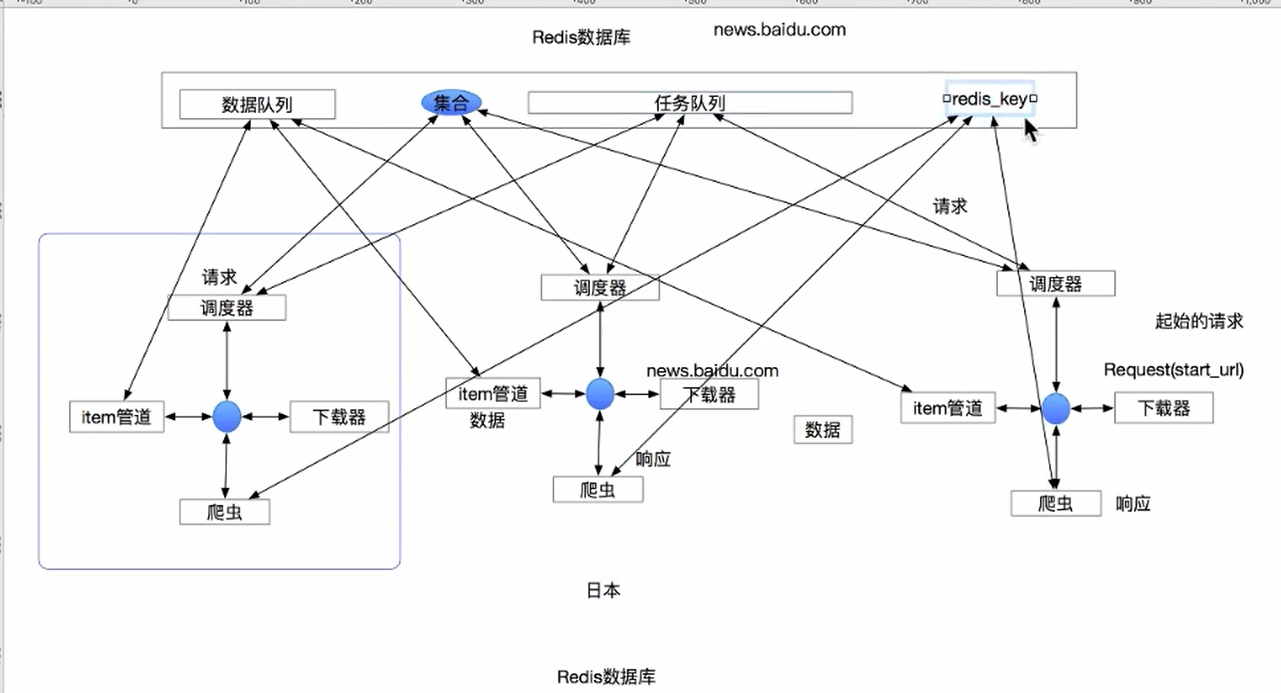 news.baidu.com
Redis数据库
数据队列
集合
任务队列
redis_key
请求
请求
调度器
调度器
调度器
起始的请求
news.baidu.com
Request(start_url)
item管道
下载器
item管道
下载器
item管道
下载器
数据
数据
响应
爬虫
爬虫
爬虫
响应
日本
Redis数据库